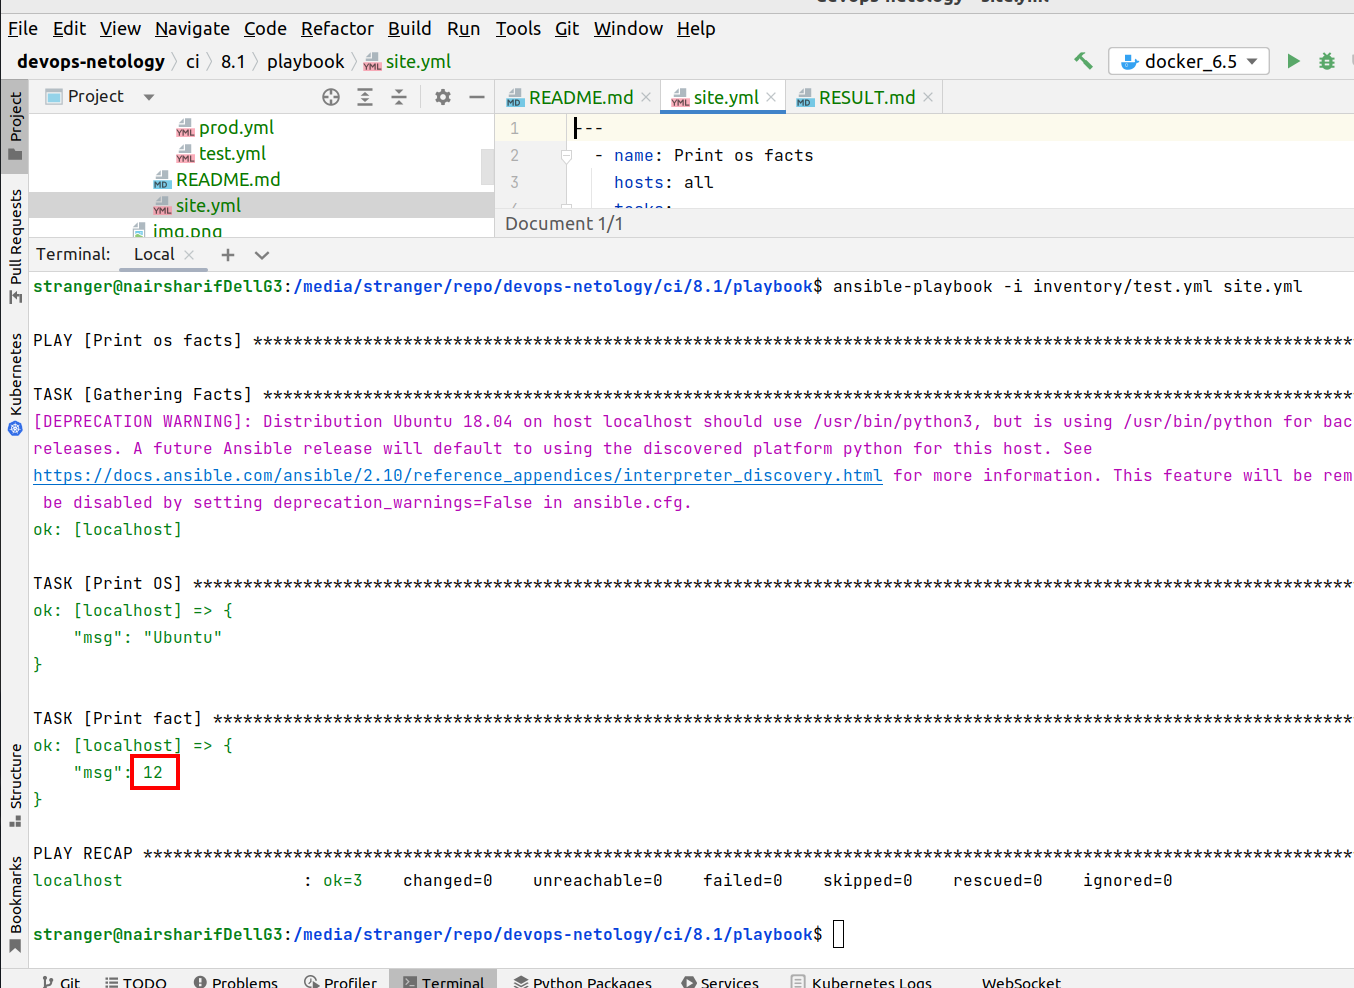 devops-netology - site.yml
File Edit View Navigate Code Refactor Build Run Tools Git Window Help
devops-netology ci 8.1 playbook site.yml docker_6.5
Project
README.md site.yml RESULT.md
prod.yml
test.yml
README.md
site.yml
img.png
1 ---
2 - name: Print os facts
3 hosts: all
4 tasks:
Document 1/1
Project
Pull Requests
Kubernetes
Structure
Bookmarks
Terminal: Local
stranger@nairsharifDellG3:/media/stranger/repo/devops-netology/ci/8.1/playbook$ ansible-playbook -i inventory/test.yml site.yml
PLAY [Print os facts] **************************************************************************************************************
TASK [Gathering Facts] *************************************************************************************************************
[DEPRECATION WARNING]: Distribution Ubuntu 18.04 on host localhost should use /usr/bin/python3, but is using /usr/bin/python for bac
releases. A future Ansible release will default to using the discovered platform python for this host. See
https://docs.ansible.com/ansible/2.10/reference_appendices/interpreter_discovery.html for more information. This feature will be rem
be disabled by setting deprecation_warnings=False in ansible.cfg.
ok: [localhost]
TASK [Print OS] ********************************************************************************************************************
ok: [localhost] => {
"msg": "Ubuntu"
}
TASK [Print fact] ******************************************************************************************************************
ok: [localhost] => {
"msg": 12
}
PLAY RECAP *************************************************************************************************************************
localhost : ok=3 changed=0 unreachable=0 failed=0 skipped=0 rescued=0 ignored=0
stranger@nairsharifDellG3:/media/stranger/repo/devops-netology/ci/8.1/playbook$
Git TODO Problems Profiler Terminal Python Packages Services Kubernetes Logs WebSocket